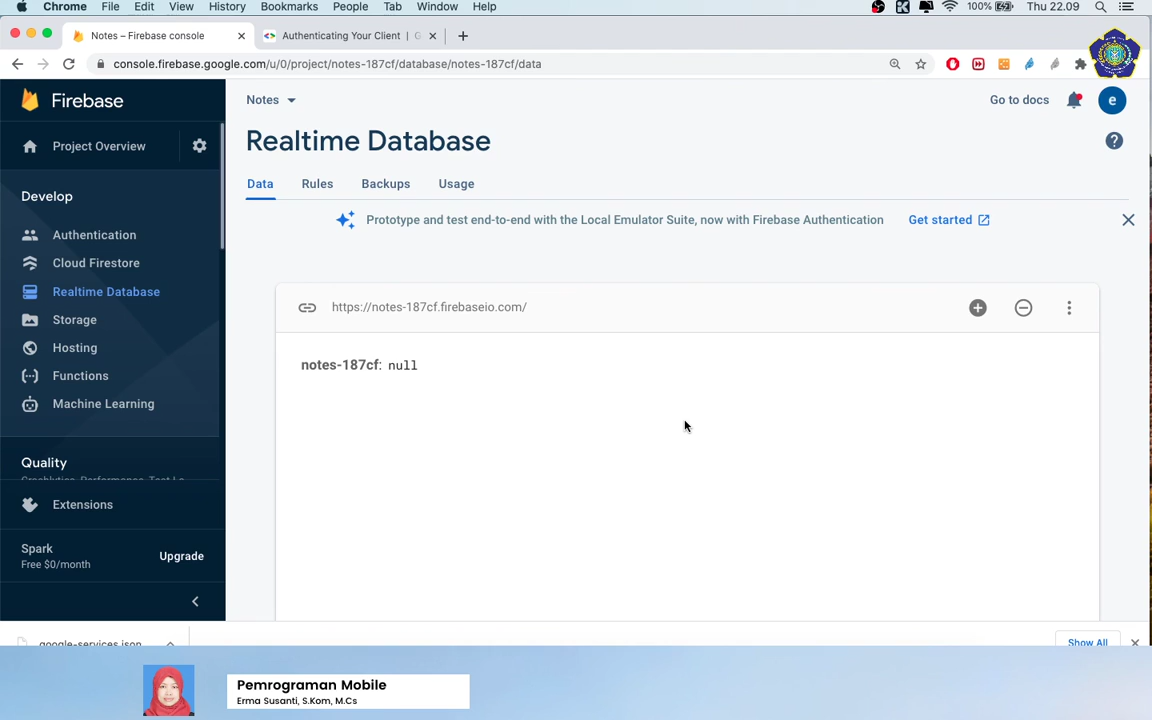 Chrome File Edit View History Bookmarks People Tab Window Help 100% Thu 22.09
Notes – Firebase console Authenticating Your Client | G
console.firebase.google.com/u/0/project/notes-187cf/database/notes-187cf/data
Firebase
Notes
Go to docs
e
Project Overview
Realtime Database
Data Rules Backups Usage
Develop
Prototype and test end-to-end with the Local Emulator Suite, now with Firebase Authentication Get started
Authentication
Cloud Firestore
Realtime Database
Storage
Hosting
Functions
Machine Learning
https://notes-187cf.firebaseio.com/
notes-187cf: null
Quality
Crashlytics, Performance, Test La...
Extensions
Spark
Free $0/month
Upgrade
google-services.json
Show All
Pemrograman Mobile
Erma Susanti, S.Kom, M.Cs